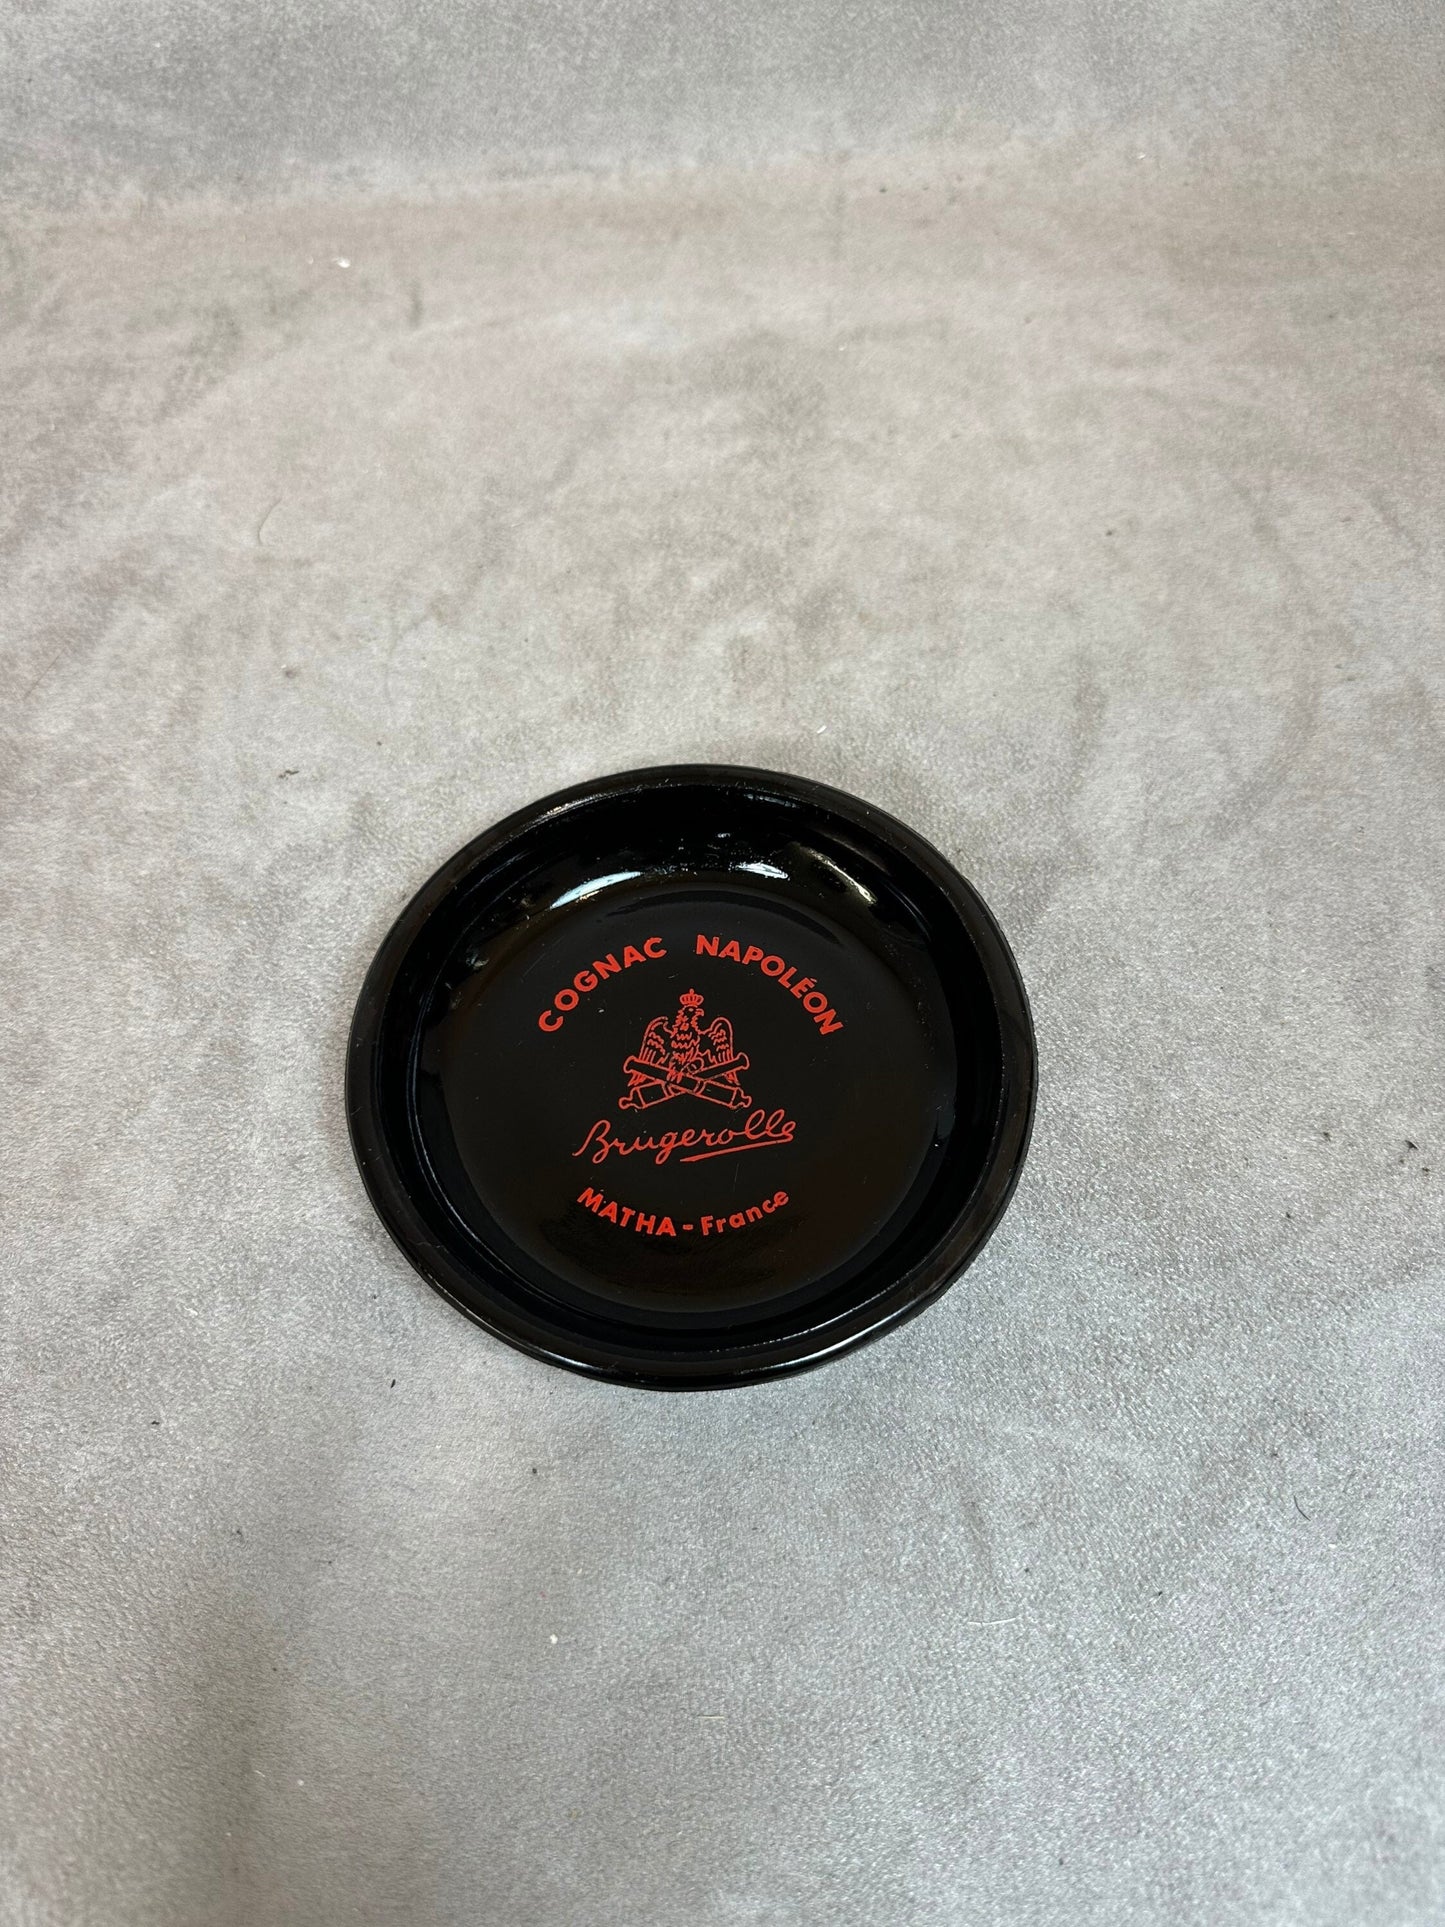 COGNAC NAPOLÉON
Brugerolle
MATHA - France